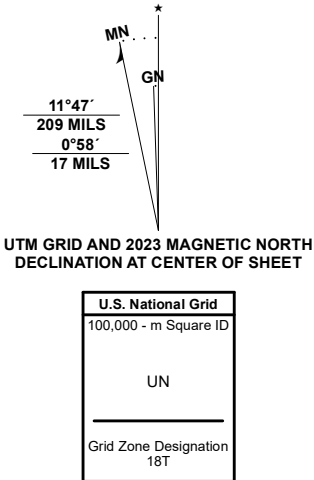 ★
MN
GN
11°47´
209 MILS
0°58´
17 MILS
UTM GRID AND 2023 MAGNETIC NORTH
DECLINATION AT CENTER OF SHEET
U.S. National Grid
100,000 - m Square ID
UN
Grid Zone Designation
18T